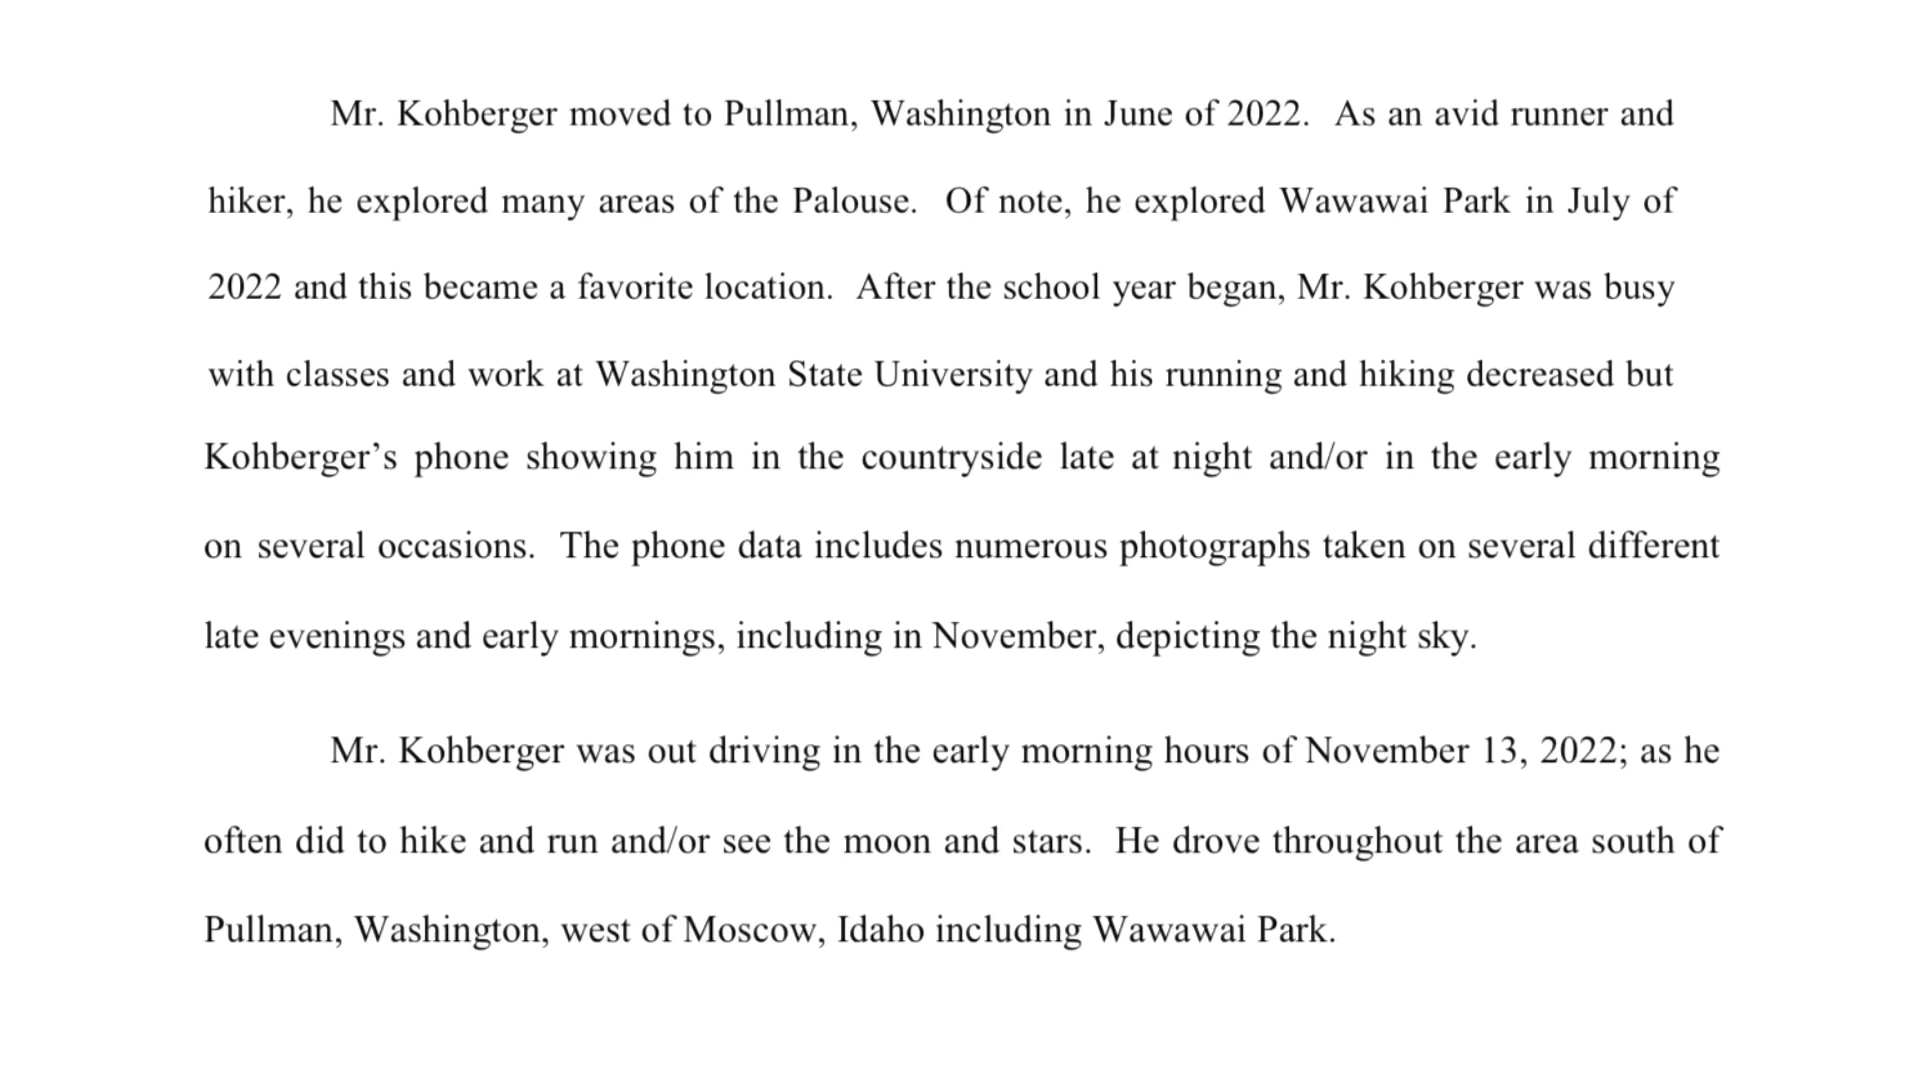 Mr. Kohberger moved to Pullman, Washington in June of 2022.  As an avid runner and
hiker, he explored many areas of the Palouse.  Of note, he explored Wawawai Park in July of
2022 and this became a favorite location.  After the school year began, Mr. Kohberger was busy
with classes and work at Washington State University and his running and hiking decreased but
Kohberger’s phone showing him in the countryside late at night and/or in the early morning
on several occasions.  The phone data includes numerous photographs taken on several different
late evenings and early mornings, including in November, depicting the night sky.
Mr. Kohberger was out driving in the early morning hours of November 13, 2022; as he
often did to hike and run and/or see the moon and stars.  He drove throughout the area south of
Pullman, Washington, west of Moscow, Idaho including Wawawai Park.